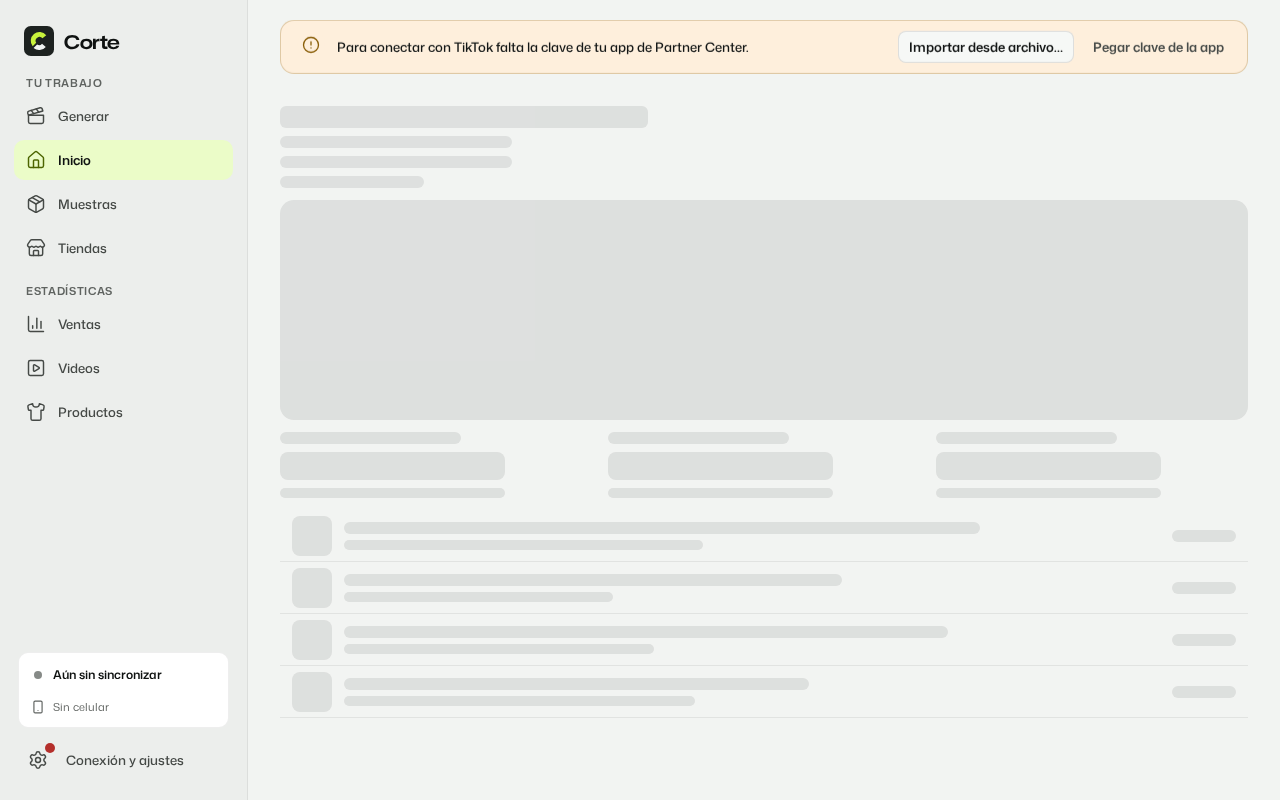 Corte
TU TRABAJO
Generar
Inicio
Muestras
Tiendas
ESTADÍSTICAS
Ventas
Videos
Productos
Aún sin sincronizar
Sin celular
Conexión y ajustes
Para conectar con TikTok falta la clave de tu app de Partner Center.
Importar desde archivo...
Pegar clave de la app